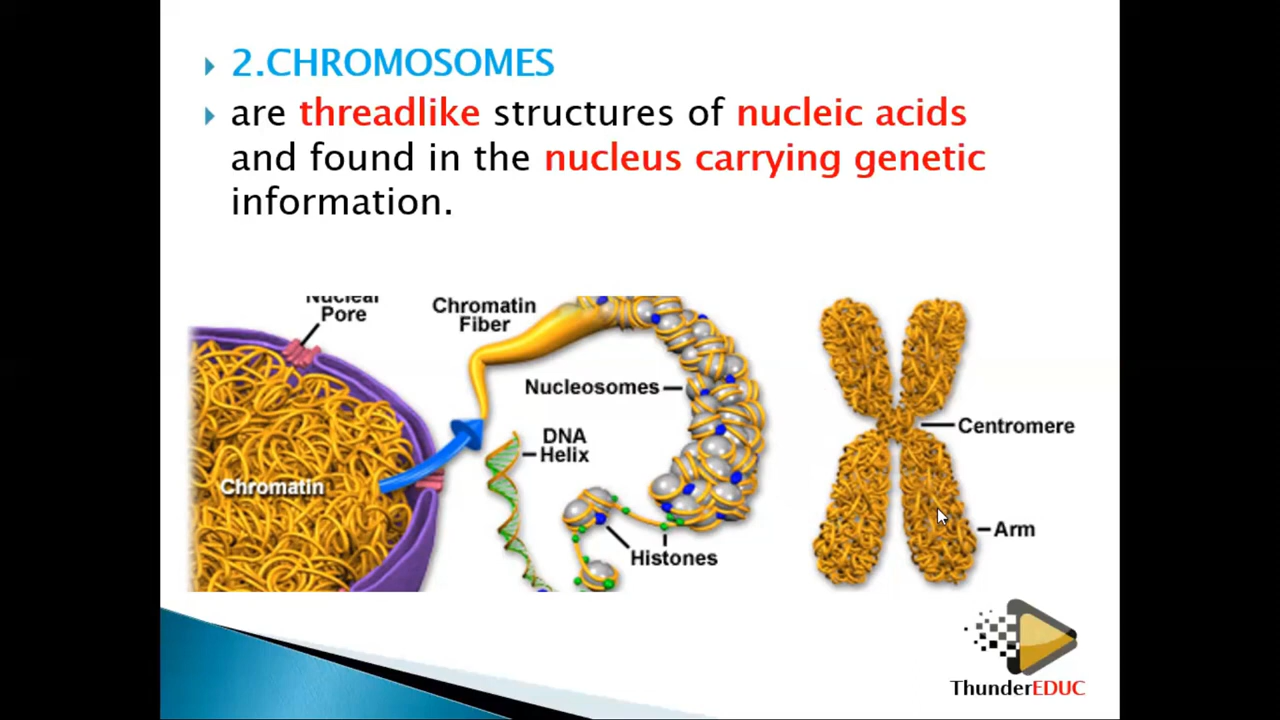 2.CHROMOSOMES
are threadlike structures of nucleic acids
and found in the nucleus carrying genetic
information.
Nuclear
Pore
Chromatin
Fiber
Nucleosomes
DNA
Helix
Centromere
Chromatin
Arm
Histones
ThunderEDUC